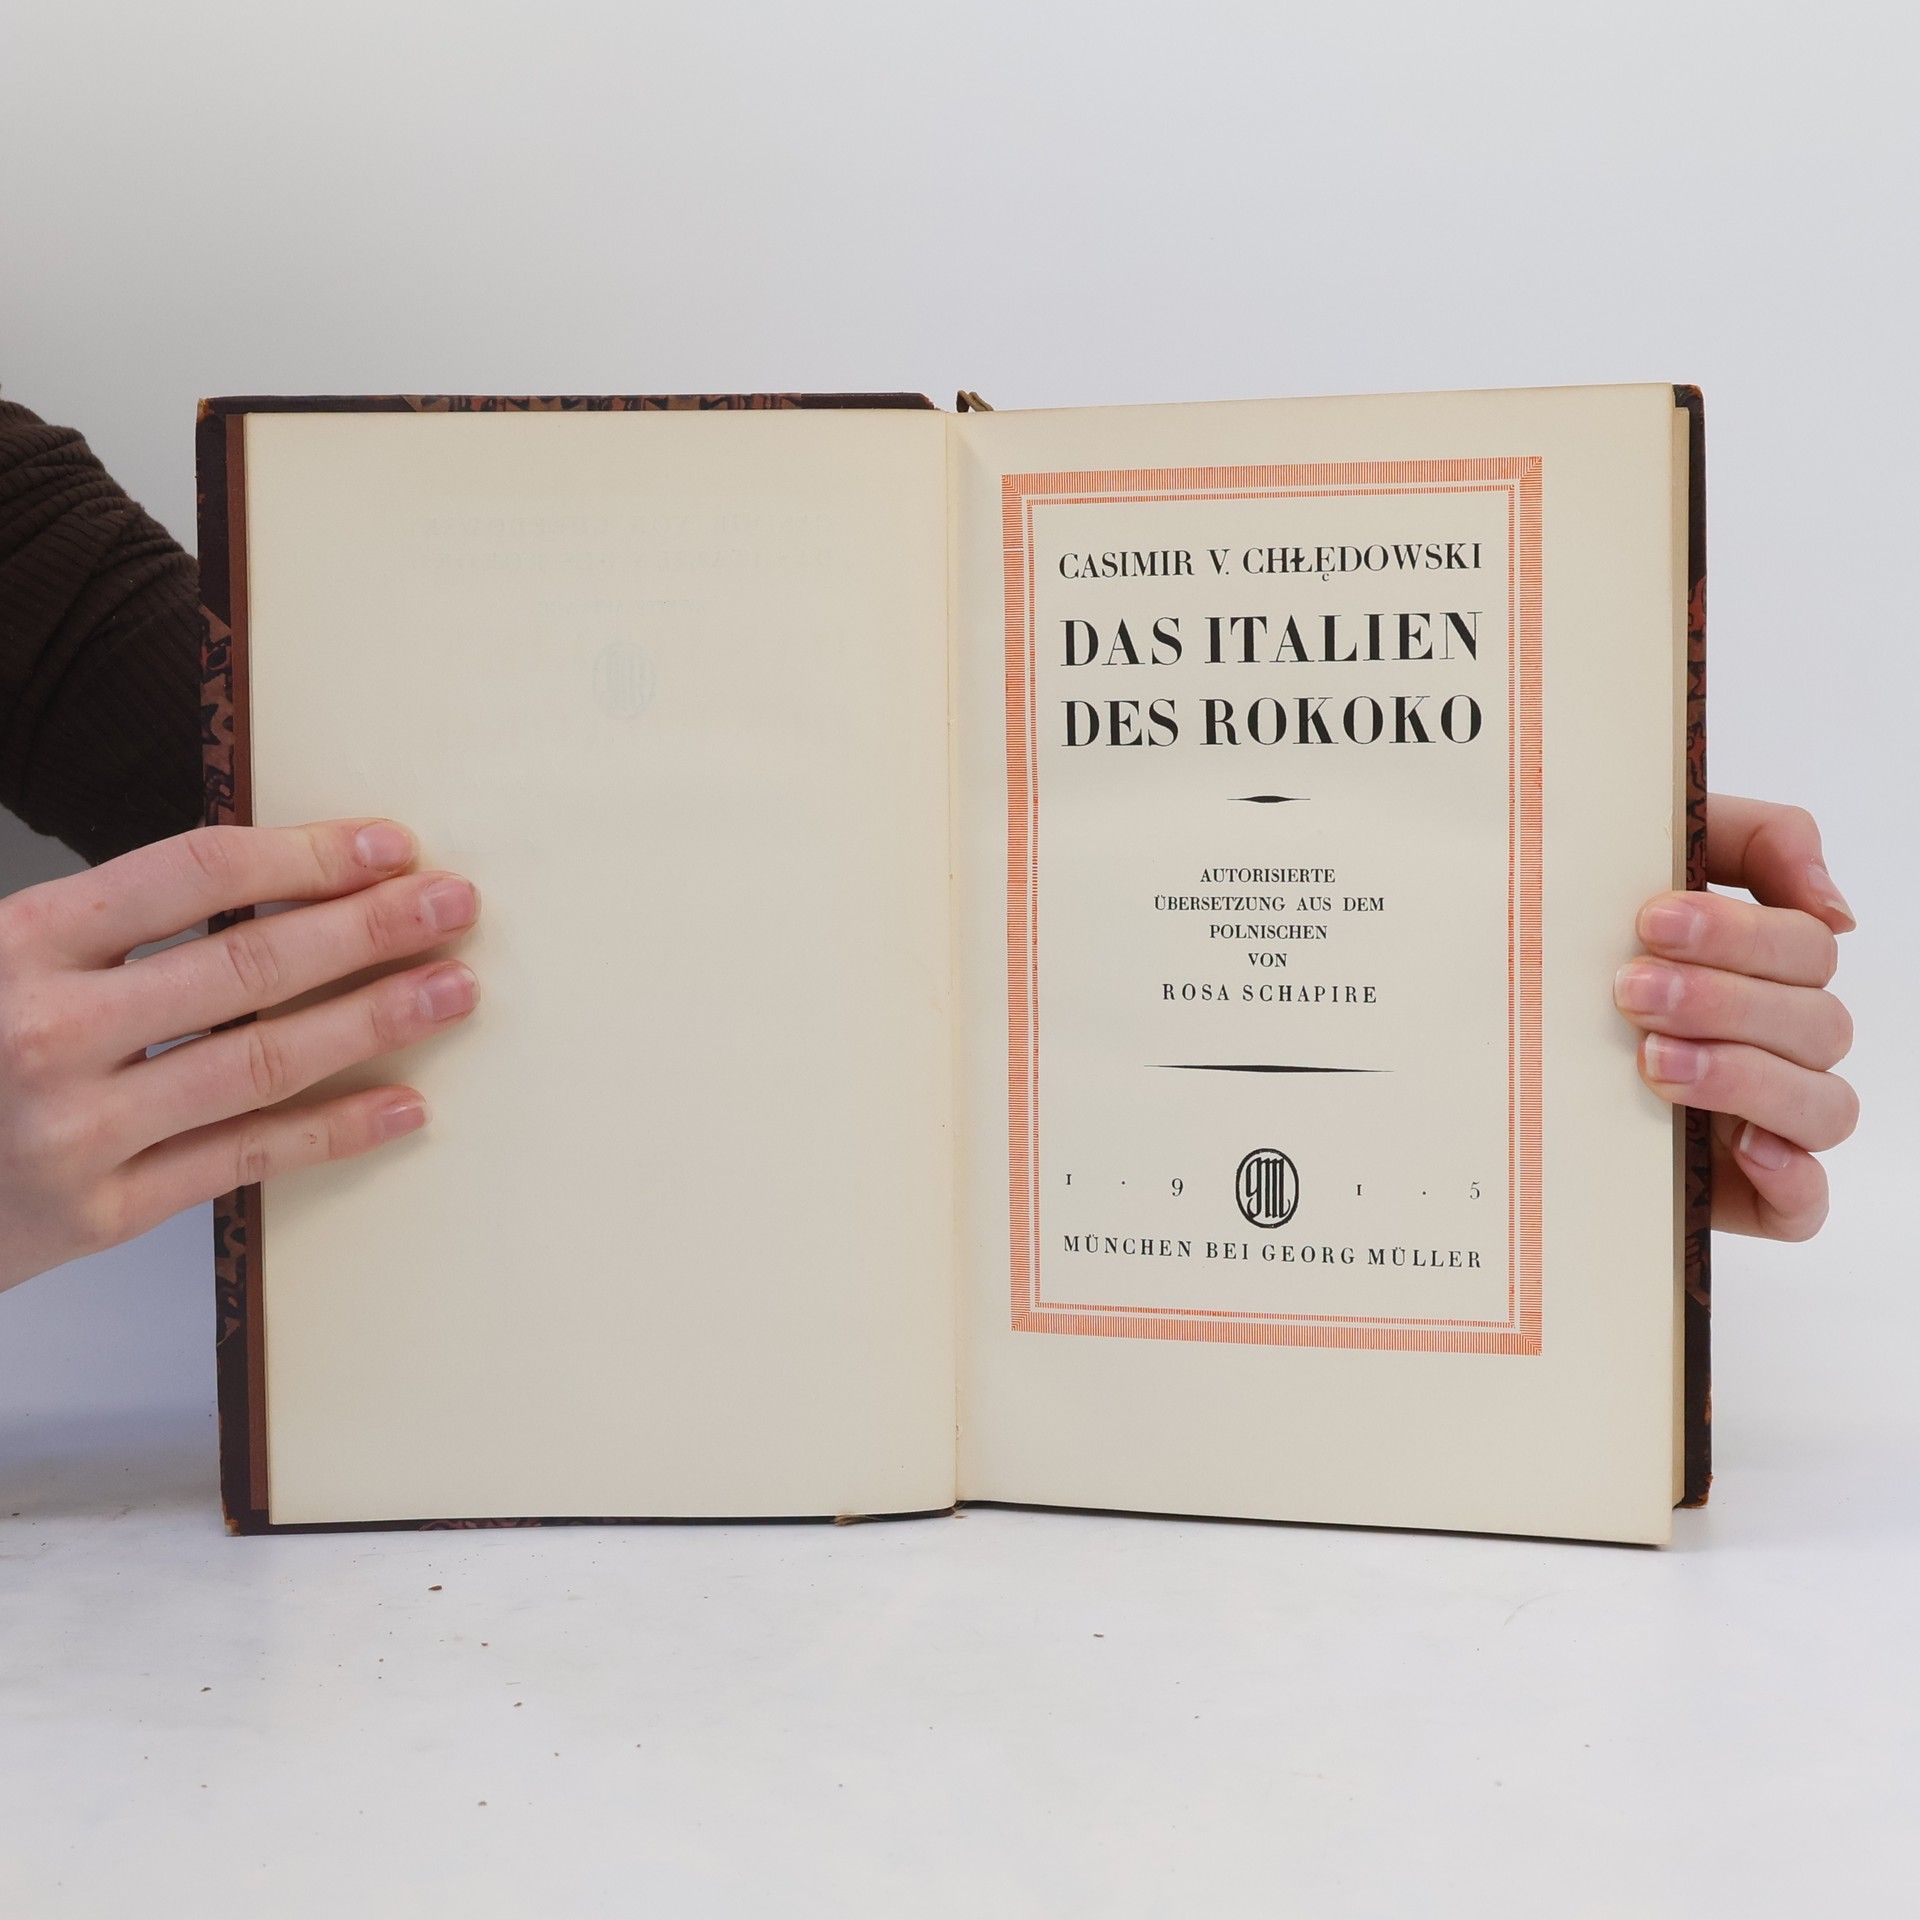 CASIMIR V. CHŁĘDOWSKI
DAS ITALIEN
DES ROKOKO
AUTORISIERTE
ÜBERSETZUNG AUS DEM
POLNISCHEN
VON
ROSA SCHAPIRE
1 · 9 GM 1 · 5
MÜNCHEN BEI GEORG MÜLLER